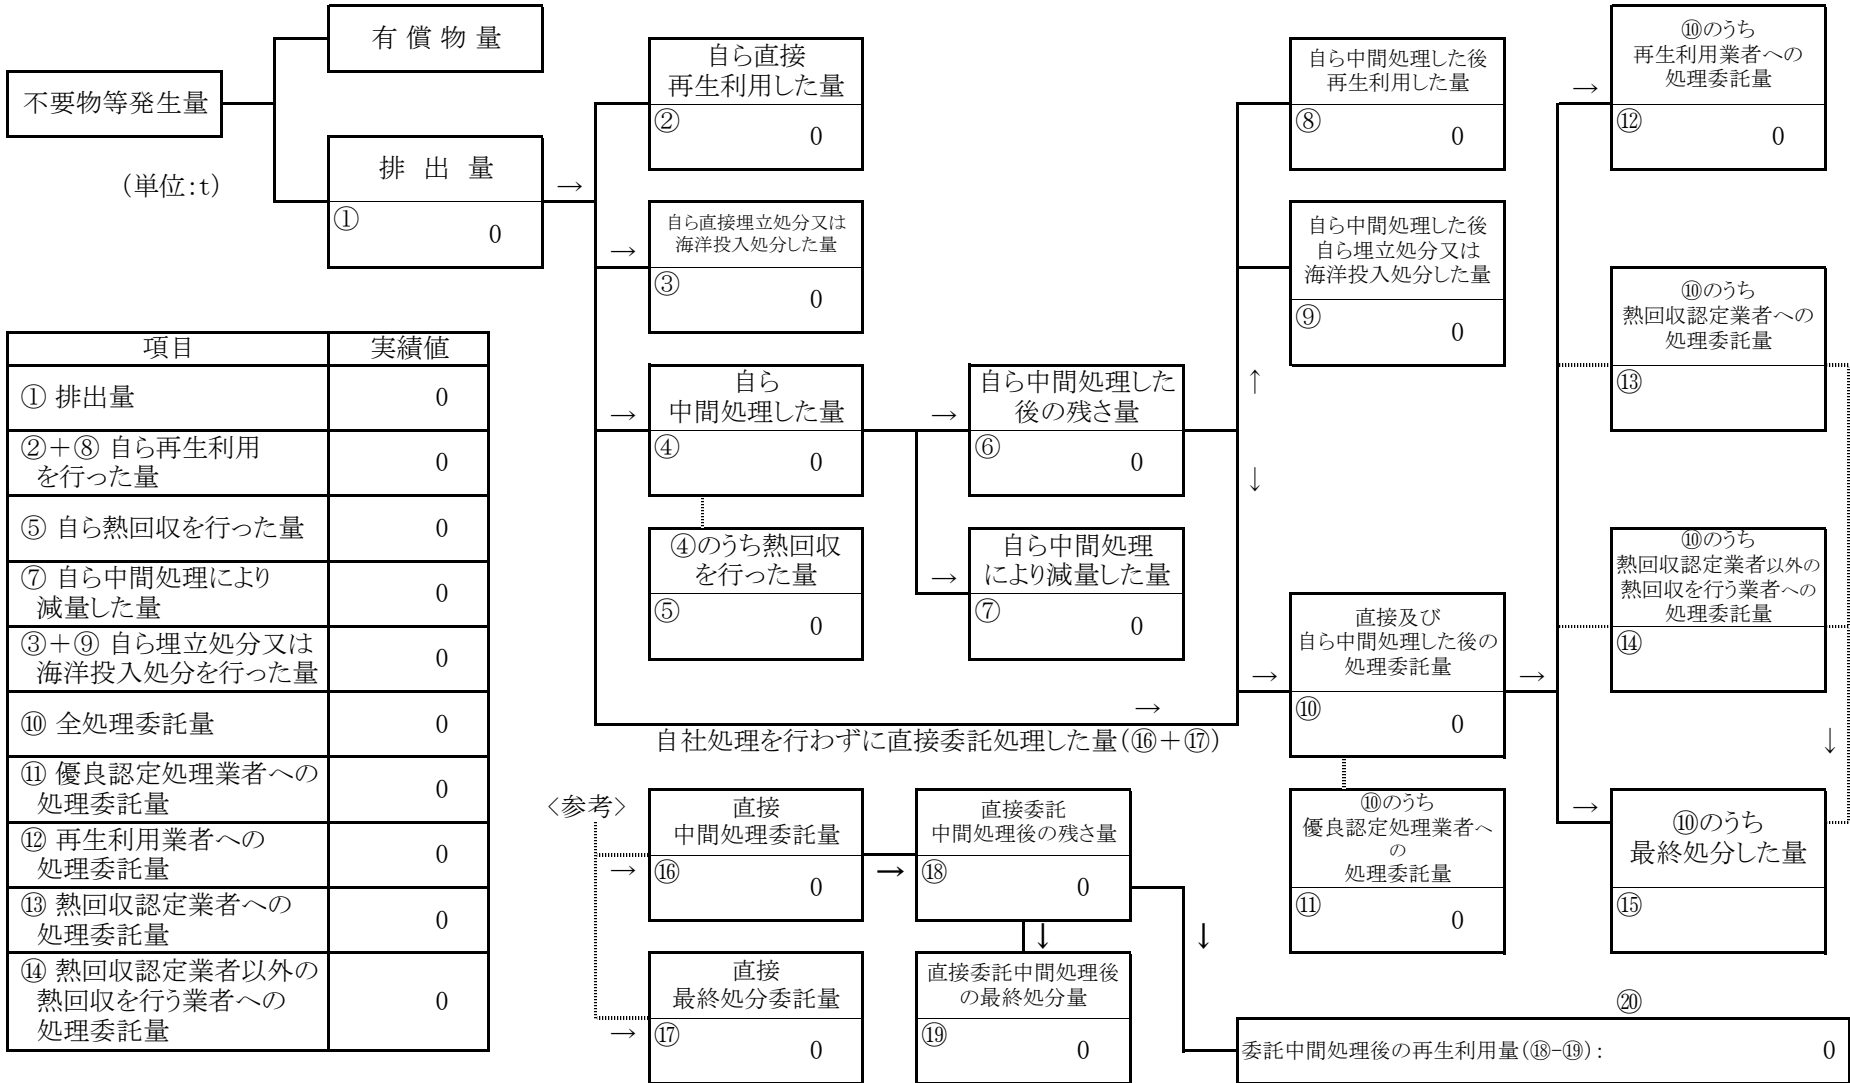 不要物等発生量
(単位:t)
有 償 物 量
排 出 量
①
0
→
自ら直接
再生利用した量
②
0
→
自ら直接埋立処分又は
海洋投入処分した量
③
0
→
自ら
中間処理した量
④
0
④のうち熱回収
を行った量
⑤
0
→
自ら中間処理した
後の残さ量
⑥
0
→
自ら中間処理
により減量した量
⑦
0
↑
↓
自ら中間処理した後
再生利用した量
⑧
0
自ら中間処理した後
自ら埋立処分又は
海洋投入処分した量
⑨
0
→
自社処理を行わずに直接委託処理した量(⑯+⑰)
→
直接及び
自ら中間処理した後の
処理委託量
⑩
0
→
⑩のうち
優良認定処理業者へ
の
処理委託量
⑪
0
→
⑩のうち
再生利用業者への
処理委託量
⑫
0
⑩のうち
熱回収認定業者への
処理委託量
⑬
⑩のうち
熱回収認定業者以外の
熱回収を行う業者への
処理委託量
⑭
↓
→
⑩のうち
最終処分した量
⑮
項目 実績値
① 排出量 0
②+⑧ 自ら再生利用
を行った量 0
⑤ 自ら熱回収を行った量 0
⑦ 自ら中間処理により
減量した量 0
③+⑨ 自ら埋立処分又は
海洋投入処分を行った量 0
⑩ 全処理委託量 0
⑪ 優良認定処理業者への
処理委託量 0
⑫ 再生利用業者への
処理委託量 0
⑬ 熱回収認定業者への
処理委託量 0
⑭ 熱回収認定業者以外の
熱回収を行う業者への
処理委託量 0
〈参考〉
→
直接
中間処理委託量
⑯
0
→
直接委託
中間処理後の残さ量
⑱
0
↓
↓
→
直接
最終処分委託量
⑰
0
直接委託中間処理後
の最終処分量
⑲
0
⑳
委託中間処理後の再生利用量(⑱-⑲): 0